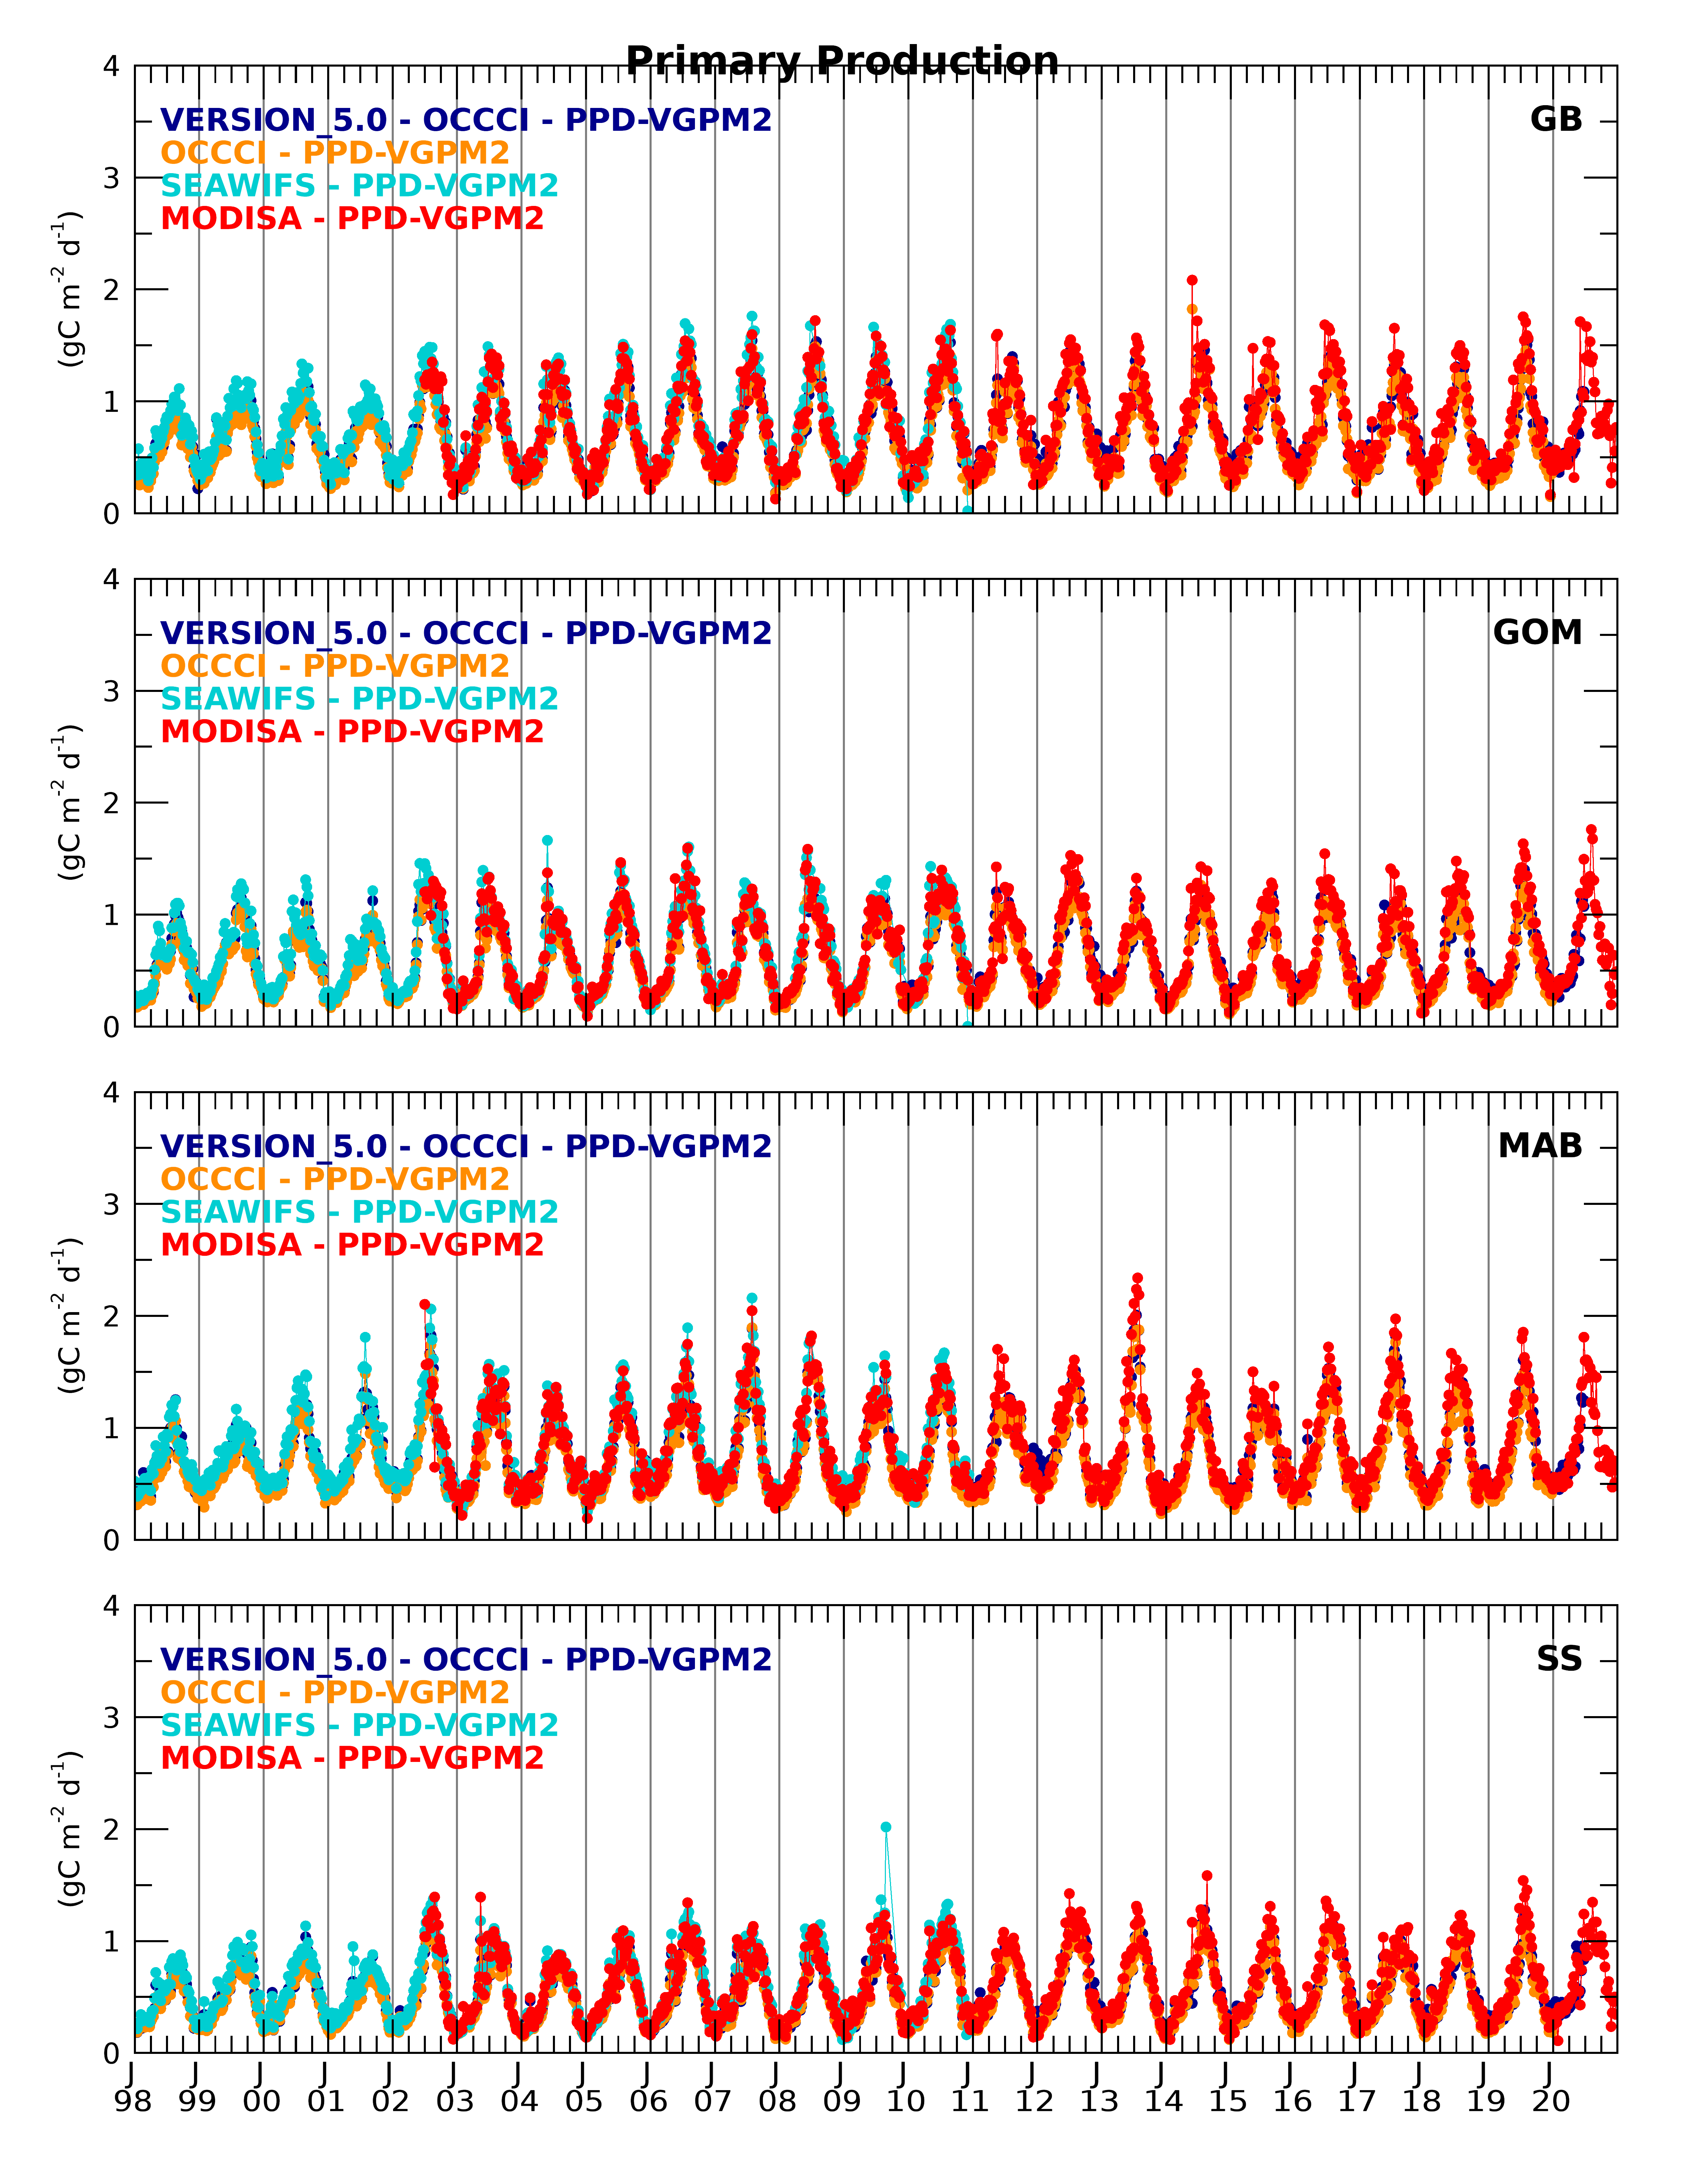 Primary Production
4
VERSION_5.0 - OCCCI - PPD-VGPM2
GB
OCCCI - PPD-VGPM2
3
SEAWIFS - PPD-VGPM2
MODISA - PPD-VGPM2
(gC m-2 d-1)
2
1
0
4
VERSION_5.0 - OCCCI - PPD-VGPM2
GOM
OCCCI - PPD-VGPM2
3
SEAWIFS - PPD-VGPM2
MODISA - PPD-VGPM2
(gC m-2 d-1)
2
1
0
4
VERSION_5.0 - OCCCI - PPD-VGPM2
MAB
OCCCI - PPD-VGPM2
3
SEAWIFS - PPD-VGPM2
MODISA - PPD-VGPM2
(gC m-2 d-1)
2
1
0
4
VERSION_5.0 - OCCCI - PPD-VGPM2
SS
OCCCI - PPD-VGPM2
3
SEAWIFS - PPD-VGPM2
MODISA - PPD-VGPM2
(gC m-2 d-1)
2
1
0
J J J J J J J J J J J J J J J J J J J J J J J
98 99 00 01 02 03 04 05 06 07 08 09 10 11 12 13 14 15 16 17 18 19 20